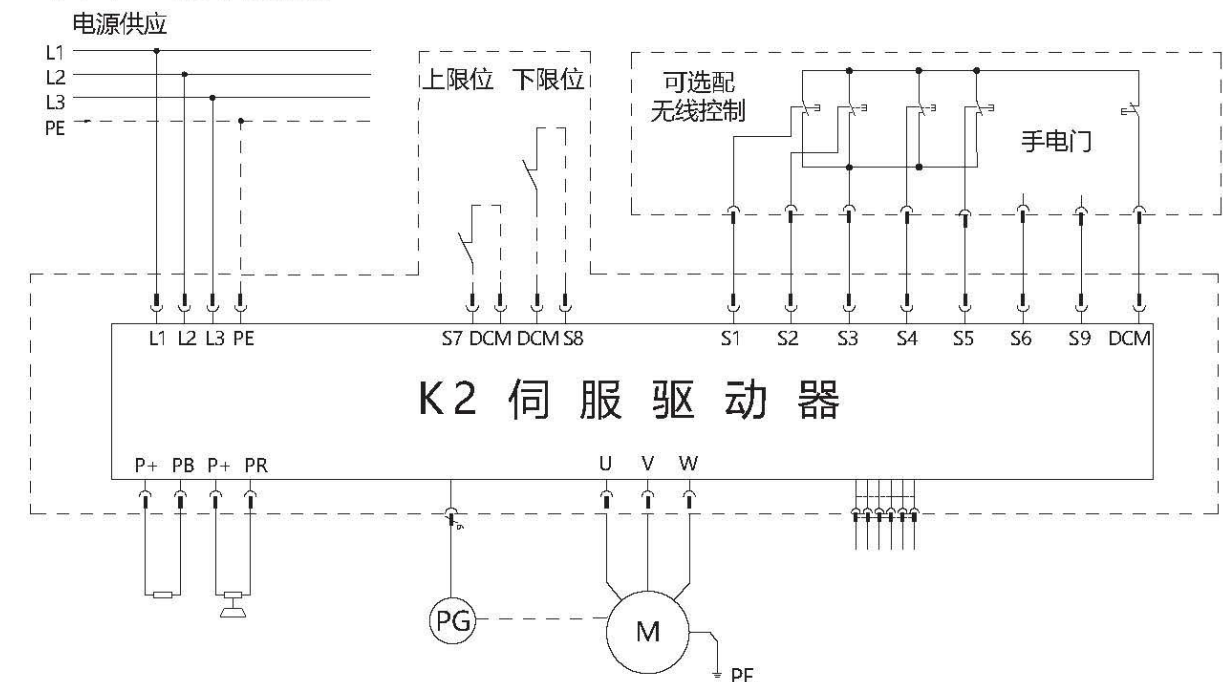 电源供应
L1
L2
L3
PE
上限位 下限位
可选配
无线控制
手电门
L1 L2 L3 PE
S7 DCM DCM S8
S1 S2 S3 S4 S5 S6 S9 DCM
K2 伺服驱动器
P+ PB P+ PR
U V W
PG
M
PE